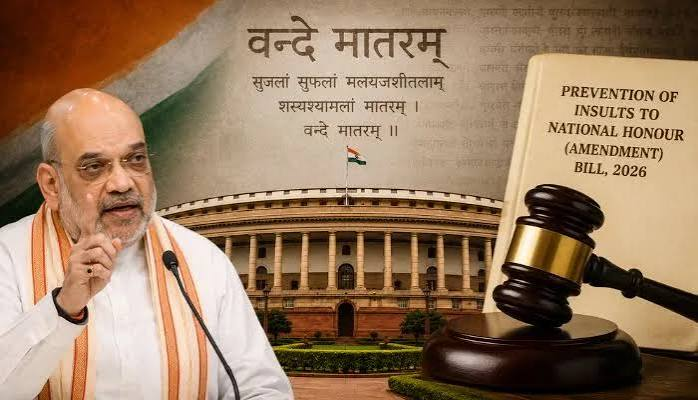 वन्दे मातरम्
सुजलां सुफलां मलयजशीतलाम्
शस्यश्यामलां मातरम् ।
वन्दे मातरम् ॥
PREVENTION OF
INSULTS TO
NATIONAL HONOUR
(AMENDMENT)
BILL, 2026